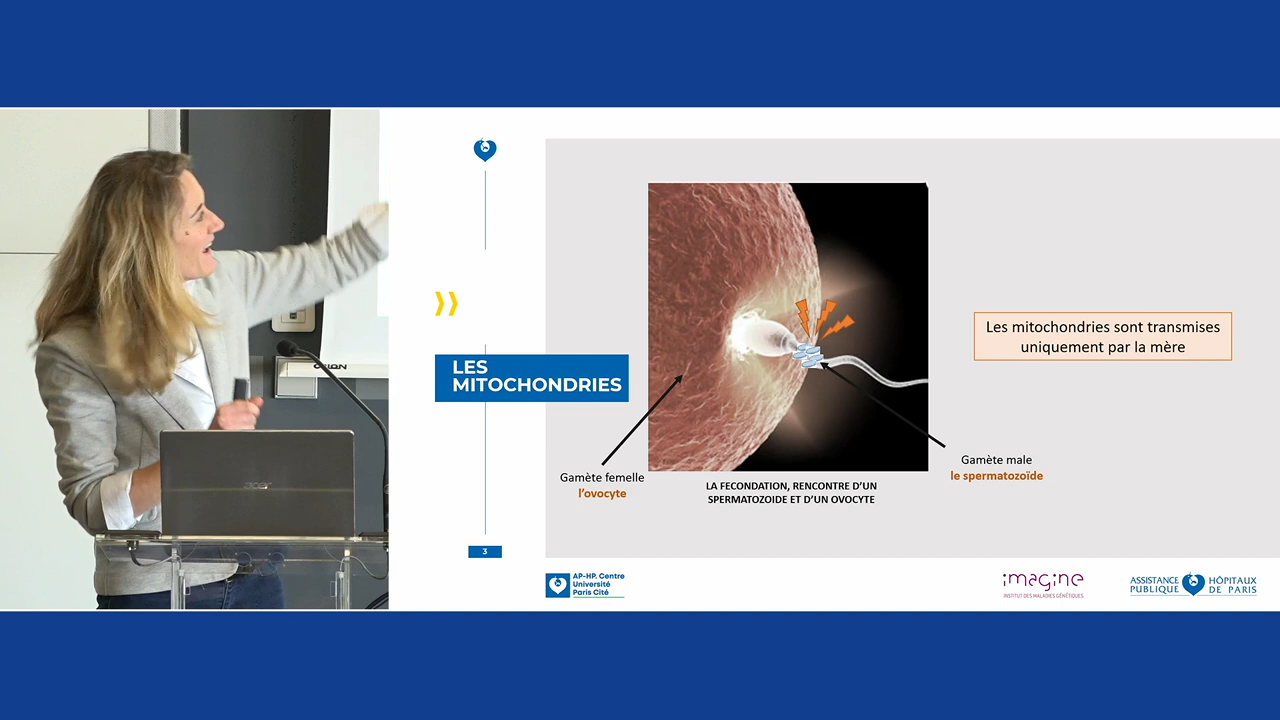 LES
MITOCHONDRIES
Les mitochondries sont transmises
uniquement par la mère
Gamète femelle
l'ovocyte
LA FECONDATION, RENCONTRE D'UN
SPERMATOZOIDE ET D'UN OVOCYTE
Gamète male
le spermatozoïde
3
AP-HP. Centre
Université
Paris Cité
imagine
INSTITUT DES MALADIES GÉNÉTIQUES
ASSISTANCE HÔPITAUX
PUBLIQUE DE PARIS
acer